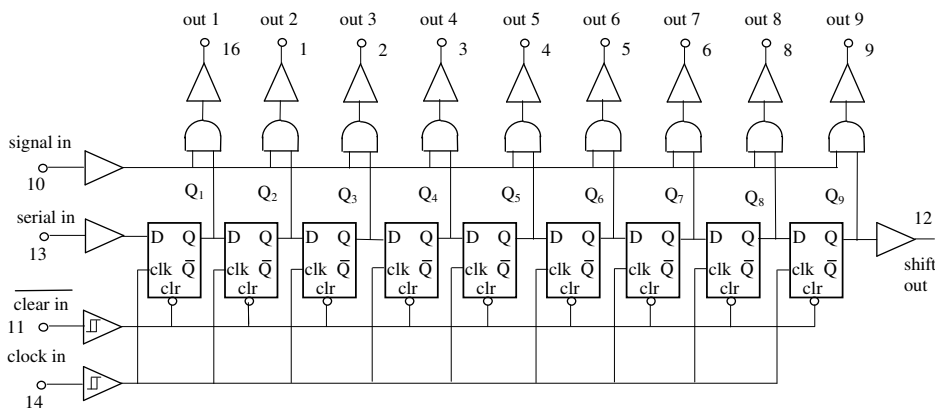 out 1 out 2 out 3 out 4 out 5 out 6 out 7 out 8 out 9
16 1 2 3 4 5 6 8 9
signal in
10
Q1 Q2 Q3 Q4 Q5 Q6 Q7 Q8 Q9
serial in
13
12
D Q D Q D Q D Q D Q D Q D Q D Q D Q
shift
out
clk Q̅ clk Q̅ clk Q̅ clk Q̅ clk Q̅ clk Q̅ clk Q̅ clk Q̅ clk Q̅
clr clr clr clr clr clr clr clr clr
clear in
11
clock in
14